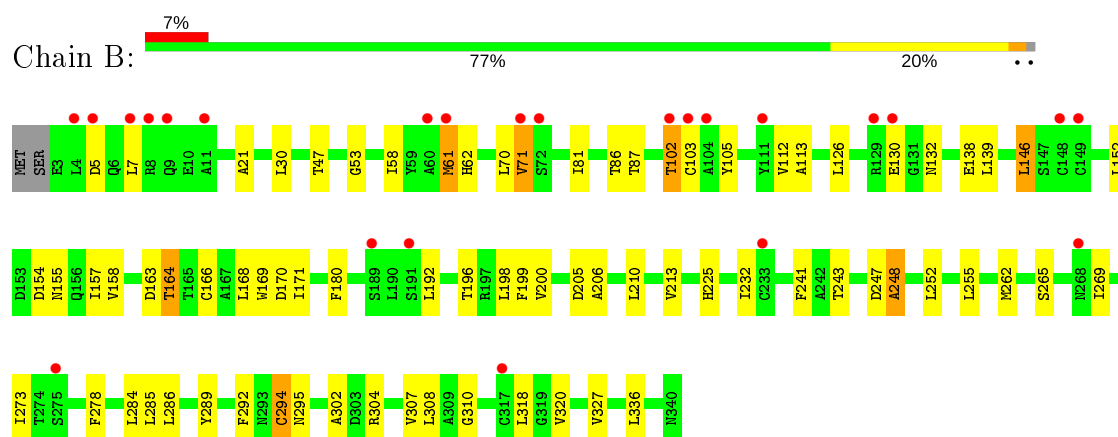 7%
Chain B:
77% 20% • •
MET SER E3 L4 D5 Q6 L7 R8 Q9 E10 A11 A21 L30 T47 G53 I58 Y59 A60 M61 H62 L70 V71 S72 I81 T86 T87 T102 C103 A104 Y105 Y111 V112 A113 L126 R129 E130 G131 N132 E138 L139 L146 S147 C148 C149 L152
D153 D154 N155 Q156 I157 V158 D163 T164 T165 C166 A167 L168 W169 D170 I171 F180 S189 L190 S191 L192 T196 R197 L198 F199 V200 D205 A206 L210 V213 H225 I232 C233 F241 A242 T243 D247 A248 L252 L255 M262 S265 N268 I269
I273 T274 S275 F278 L284 L285 L286 Y289 F292 N293 C294 N295 A302 D303 R304 V307 L308 A309 G310 C317 L318 G319 V320 V327 L336 N340